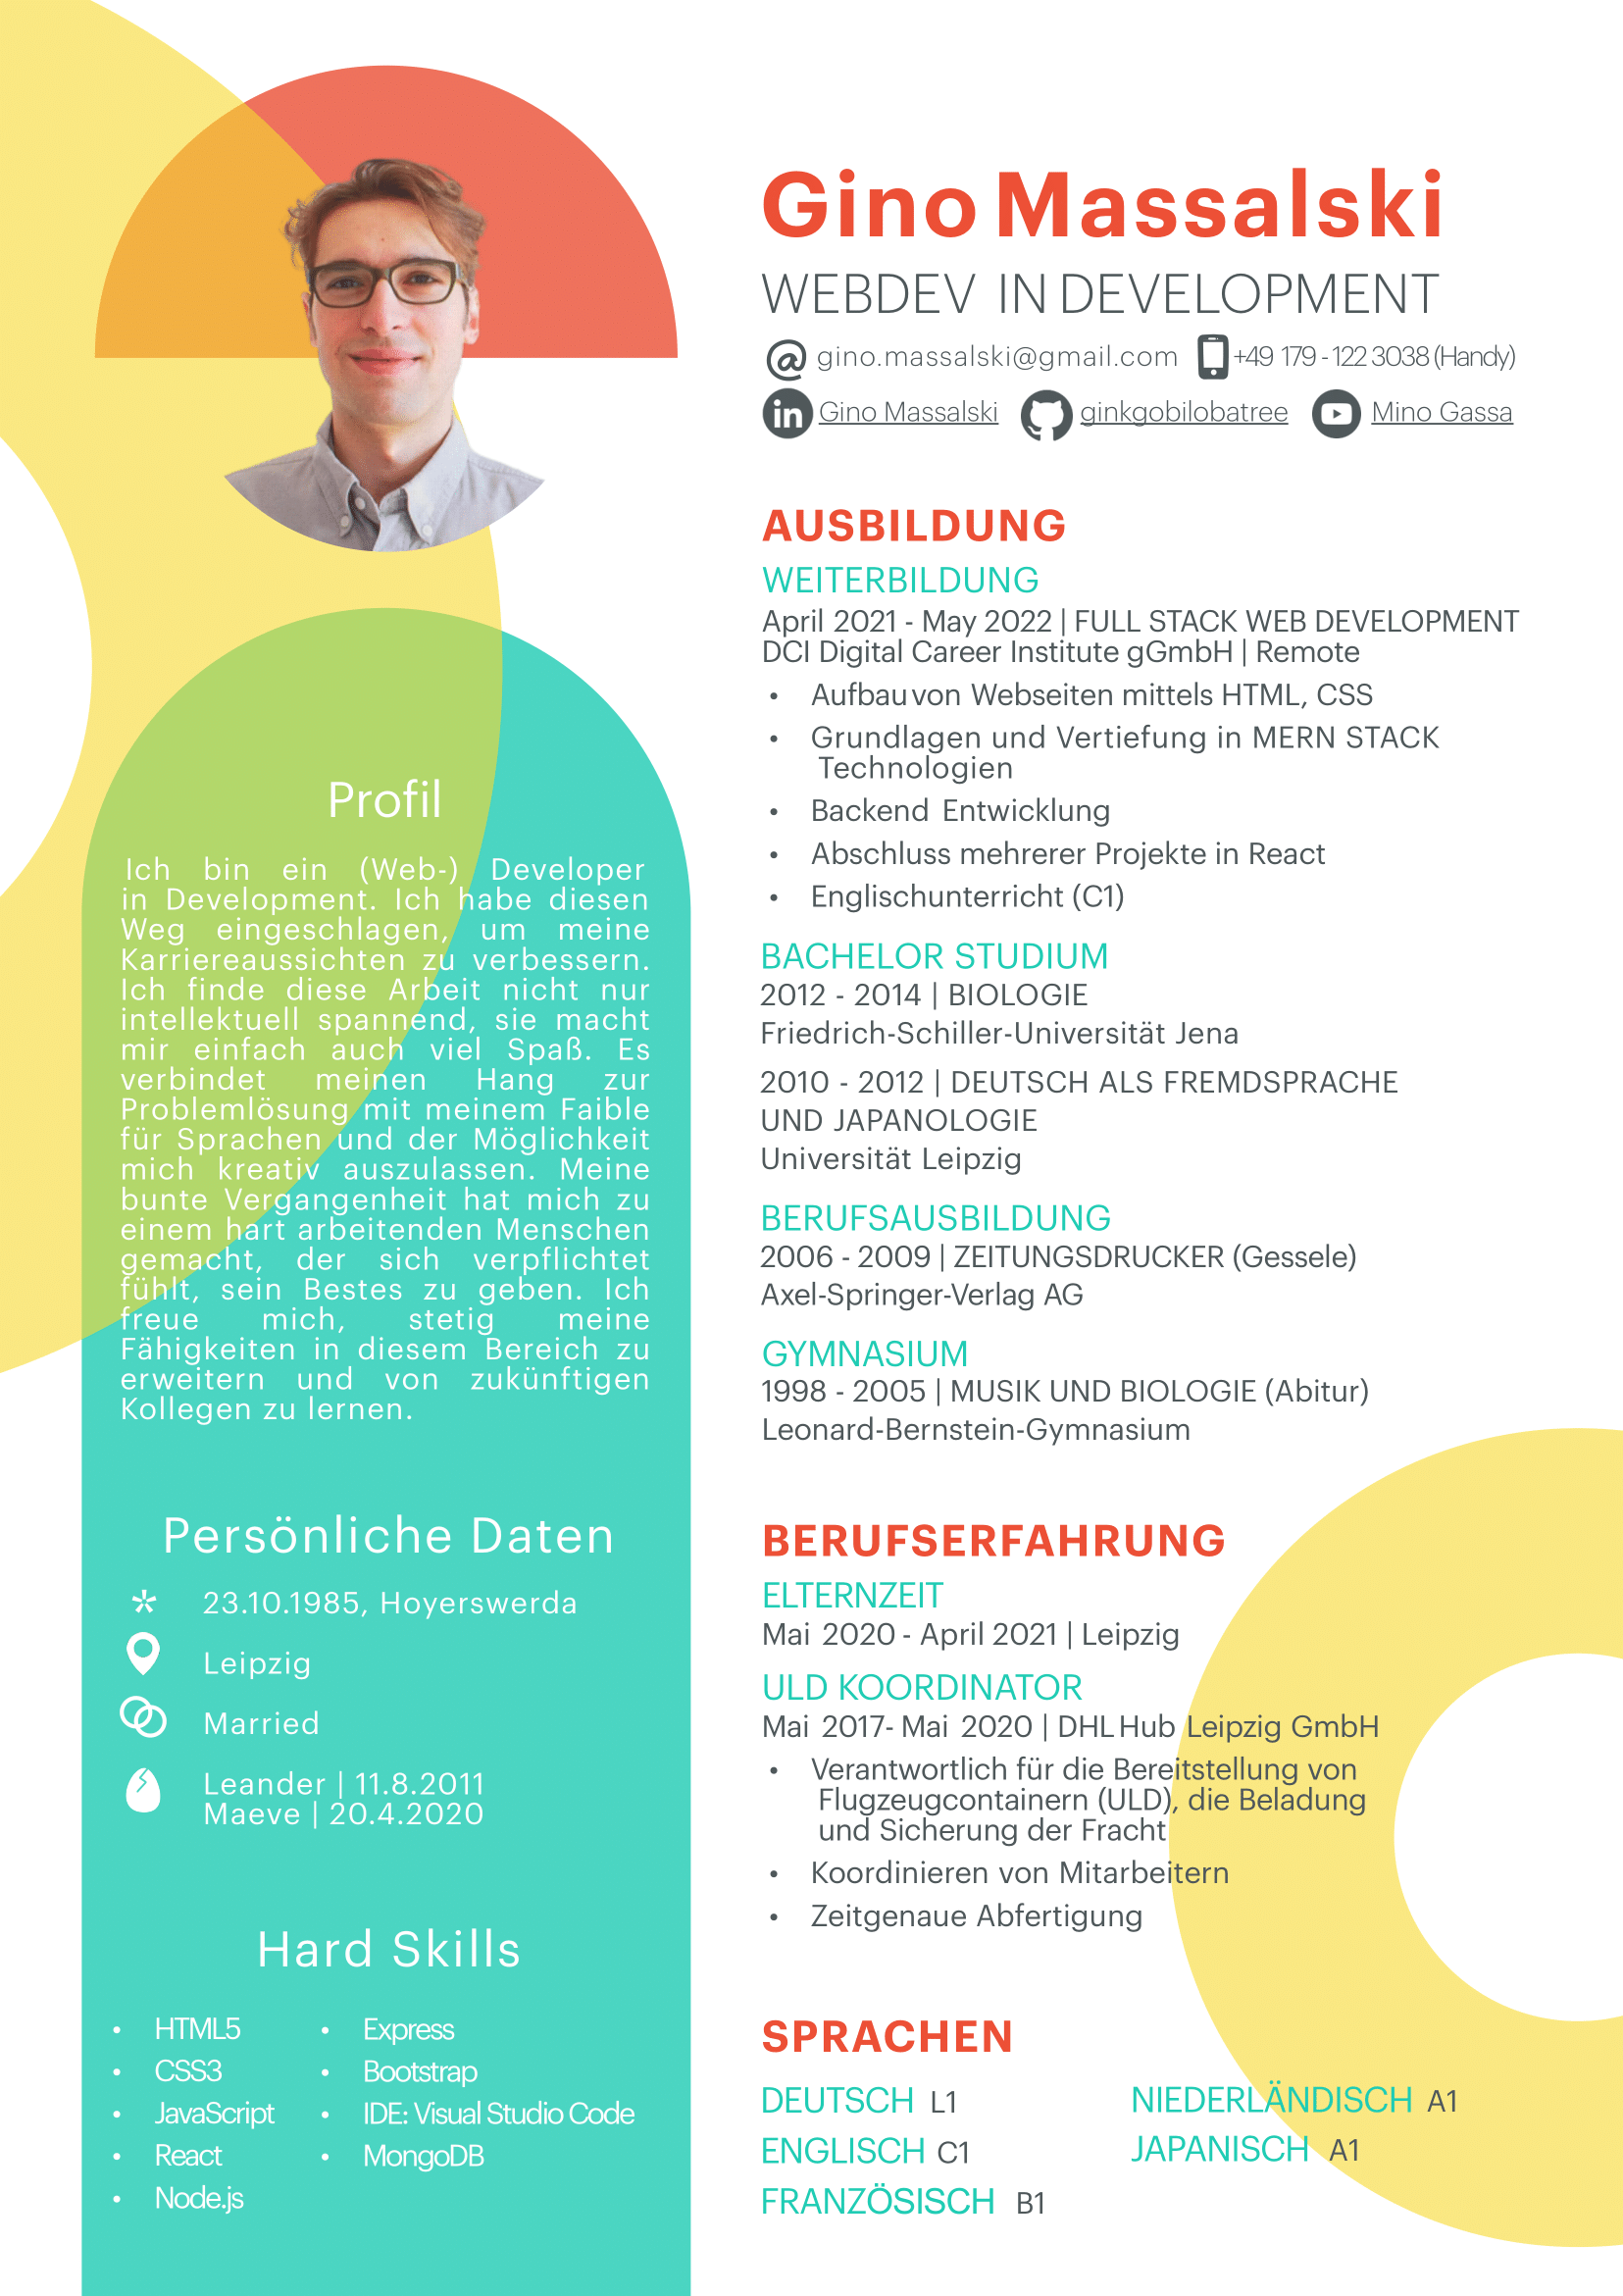 Gino Massalski
WEBDEV IN DEVELOPMENT
@ gino.massalski@gmail.com +49 179 - 122 3038 (Handy)
in Gino Massalski ginkgobilobatree Mino Gassa
Profil
Ich bin ein (Web-) Developer
in Development. Ich habe diesen
Weg eingeschlagen, um meine
Karriereaussichten zu verbessern.
Ich finde diese Arbeit nicht nur
intellektuell spannend, sie macht
mir einfach auch viel Spaß. Es
verbindet meinen Hang zur
Problemlösung mit meinem Faible
für Sprachen und der Möglichkeit
mich kreativ auszulassen. Meine
bunte Vergangenheit hat mich zu
einem hart arbeitenden Menschen
gemacht, der sich verpflichtet
fühlt, sein Bestes zu geben. Ich
freue mich, stetig meine
Fähigkeiten in diesem Bereich zu
erweitern und von zukünftigen
Kollegen zu lernen.
Persönliche Daten
* 23.10.1985, Hoyerswerda
Leipzig
Married
Leander | 11.8.2011
Maeve | 20.4.2020
Hard Skills
• HTML5
• CSS3
• JavaScript
• React
• Node.js
• Express
• Bootstrap
• IDE: Visual Studio Code
• MongoDB
AUSBILDUNG
WEITERBILDUNG
April 2021 - May 2022 | FULL STACK WEB DEVELOPMENT
DCI Digital Career Institute gGmbH | Remote
• Aufbau von Webseiten mittels HTML, CSS
• Grundlagen und Vertiefung in MERN STACK
Technologien
• Backend Entwicklung
• Abschluss mehrerer Projekte in React
• Englischunterricht (C1)
BACHELOR STUDIUM
2012 - 2014 | BIOLOGIE
Friedrich-Schiller-Universität Jena
2010 - 2012 | DEUTSCH ALS FREMDSPRACHE
UND JAPANOLOGIE
Universität Leipzig
BERUFSAUSBILDUNG
2006 - 2009 | ZEITUNGSDRUCKER (Gessele)
Axel-Springer-Verlag AG
GYMNASIUM
1998 - 2005 | MUSIK UND BIOLOGIE (Abitur)
Leonard-Bernstein-Gymnasium
BERUFSERFAHRUNG
ELTERNZEIT
Mai 2020 - April 2021 | Leipzig
ULD KOORDINATOR
Mai 2017- Mai 2020 | DHL Hub Leipzig GmbH
• Verantwortlich für die Bereitstellung von
Flugzeugcontainern (ULD), die Beladung
und Sicherung der Fracht
• Koordinieren von Mitarbeitern
• Zeitgenaue Abfertigung
SPRACHEN
DEUTSCH L1
ENGLISCH C1
FRANZÖSISCH B1
NIEDERLÄNDISCH A1
JAPANISCH A1